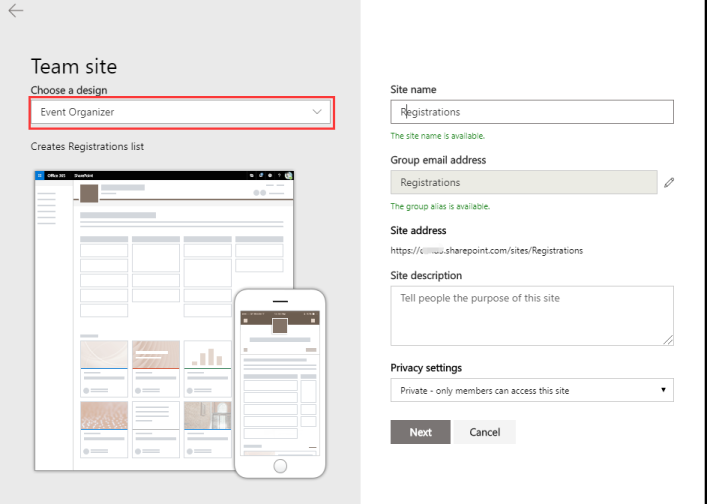 Team site
Choose a design
Event Organizer
Creates Registrations list
Office 365 SharePoint
?
Site name
Registrations
The site name is available.
Group email address
Registrations
The group alias is available.
Site address
.sharepoint.com/sites/Registrations
Site description
Tell people the purpose of this site
Privacy settings
Private - only members can access this site
Next Cancel